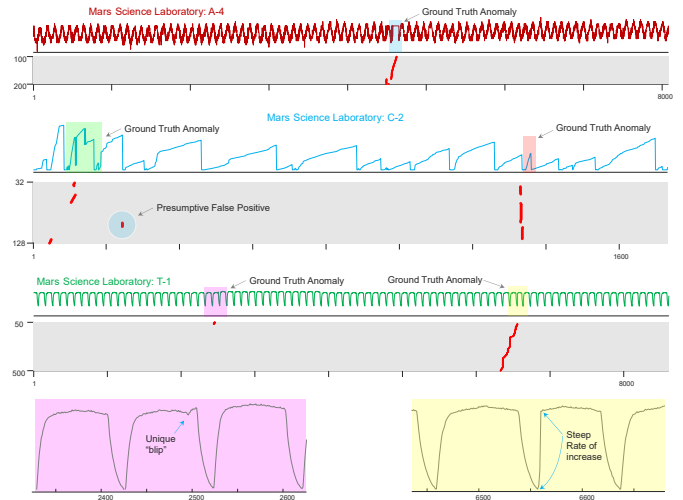 Mars Science Laboratory: A-4
Ground Truth Anomaly
100
200
1
8000
Mars Science Laboratory: C-2
Ground Truth Anomaly
Ground Truth Anomaly
32
Presumptive False Positive
128
1
1600
Mars Science Laboratory: T-1
Ground Truth Anomaly
Ground Truth Anomaly
50
500
1
8000
Unique
“blip”
2400
2500
2600
Steep
Rate of
increase
6500
6600